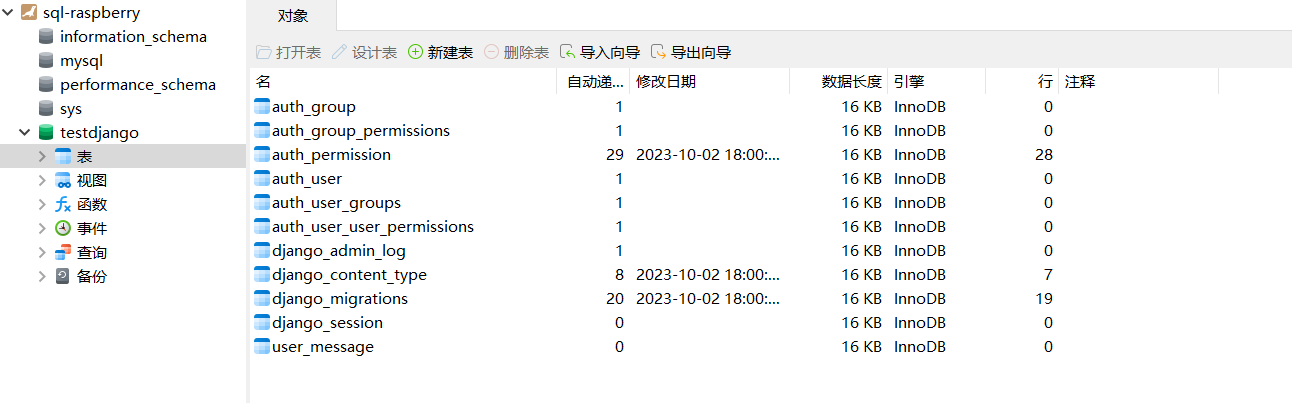 sql-raspberry
information_schema
mysql
performance_schema
sys
testdjango
表
视图
函数
事件
查询
备份
对象
打开表 设计表 新建表 删除表 导入向导 导出向导
名 自动递... 修改日期 数据长度 引擎 行 注释
auth_group 1 16 KB InnoDB 0
auth_group_permissions 1 16 KB InnoDB 0
auth_permission 29 2023-10-02 18:00:... 16 KB InnoDB 28
auth_user 1 16 KB InnoDB 0
auth_user_groups 1 16 KB InnoDB 0
auth_user_user_permissions 1 16 KB InnoDB 0
django_admin_log 1 16 KB InnoDB 0
django_content_type 8 2023-10-02 18:00:... 16 KB InnoDB 7
django_migrations 20 2023-10-02 18:00:... 16 KB InnoDB 19
django_session 0 16 KB InnoDB 0
user_message 0 16 KB InnoDB 0